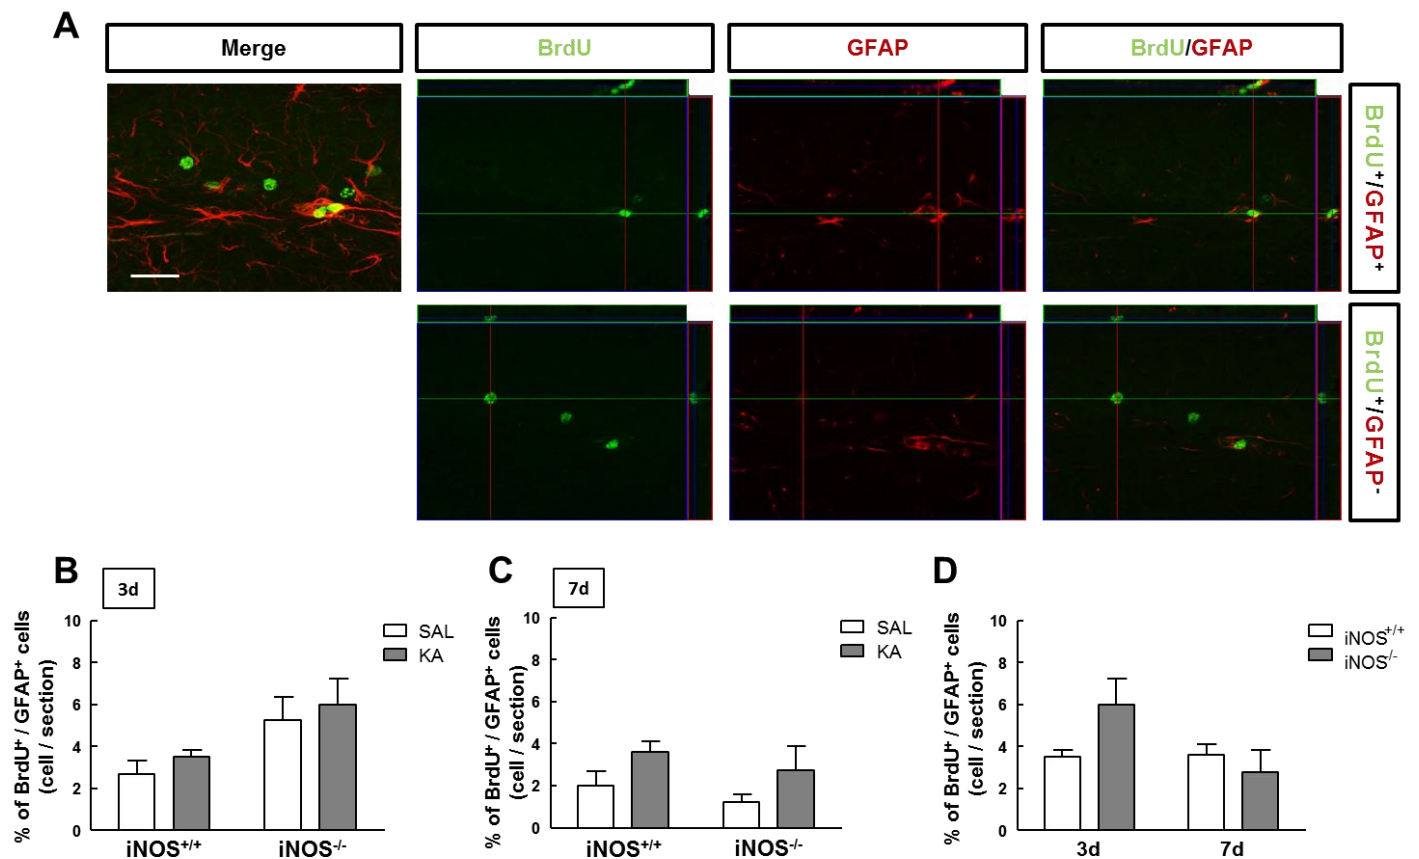 A
Merge
BrdU
GFAP
BrdU/GFAP
BrdU⁺/GFAP⁺
BrdU⁺/GFAP⁻
B
3d
% of BrdU⁺ / GFAP⁺ cells
(cell / section)
10
8
6
4
2
0
iNOS⁺/⁺
iNOS⁻/⁻
SAL
KA
C
7d
% of BrdU⁺ / GFAP⁺ cells
(cell / section)
10
8
6
4
2
0
iNOS⁺/⁺
iNOS⁻/⁻
SAL
KA
D
% of BrdU⁺ / GFAP⁺ cells
(cell / section)
10
8
6
4
2
0
3d
7d
iNOS⁺/⁺
iNOS⁻/⁻